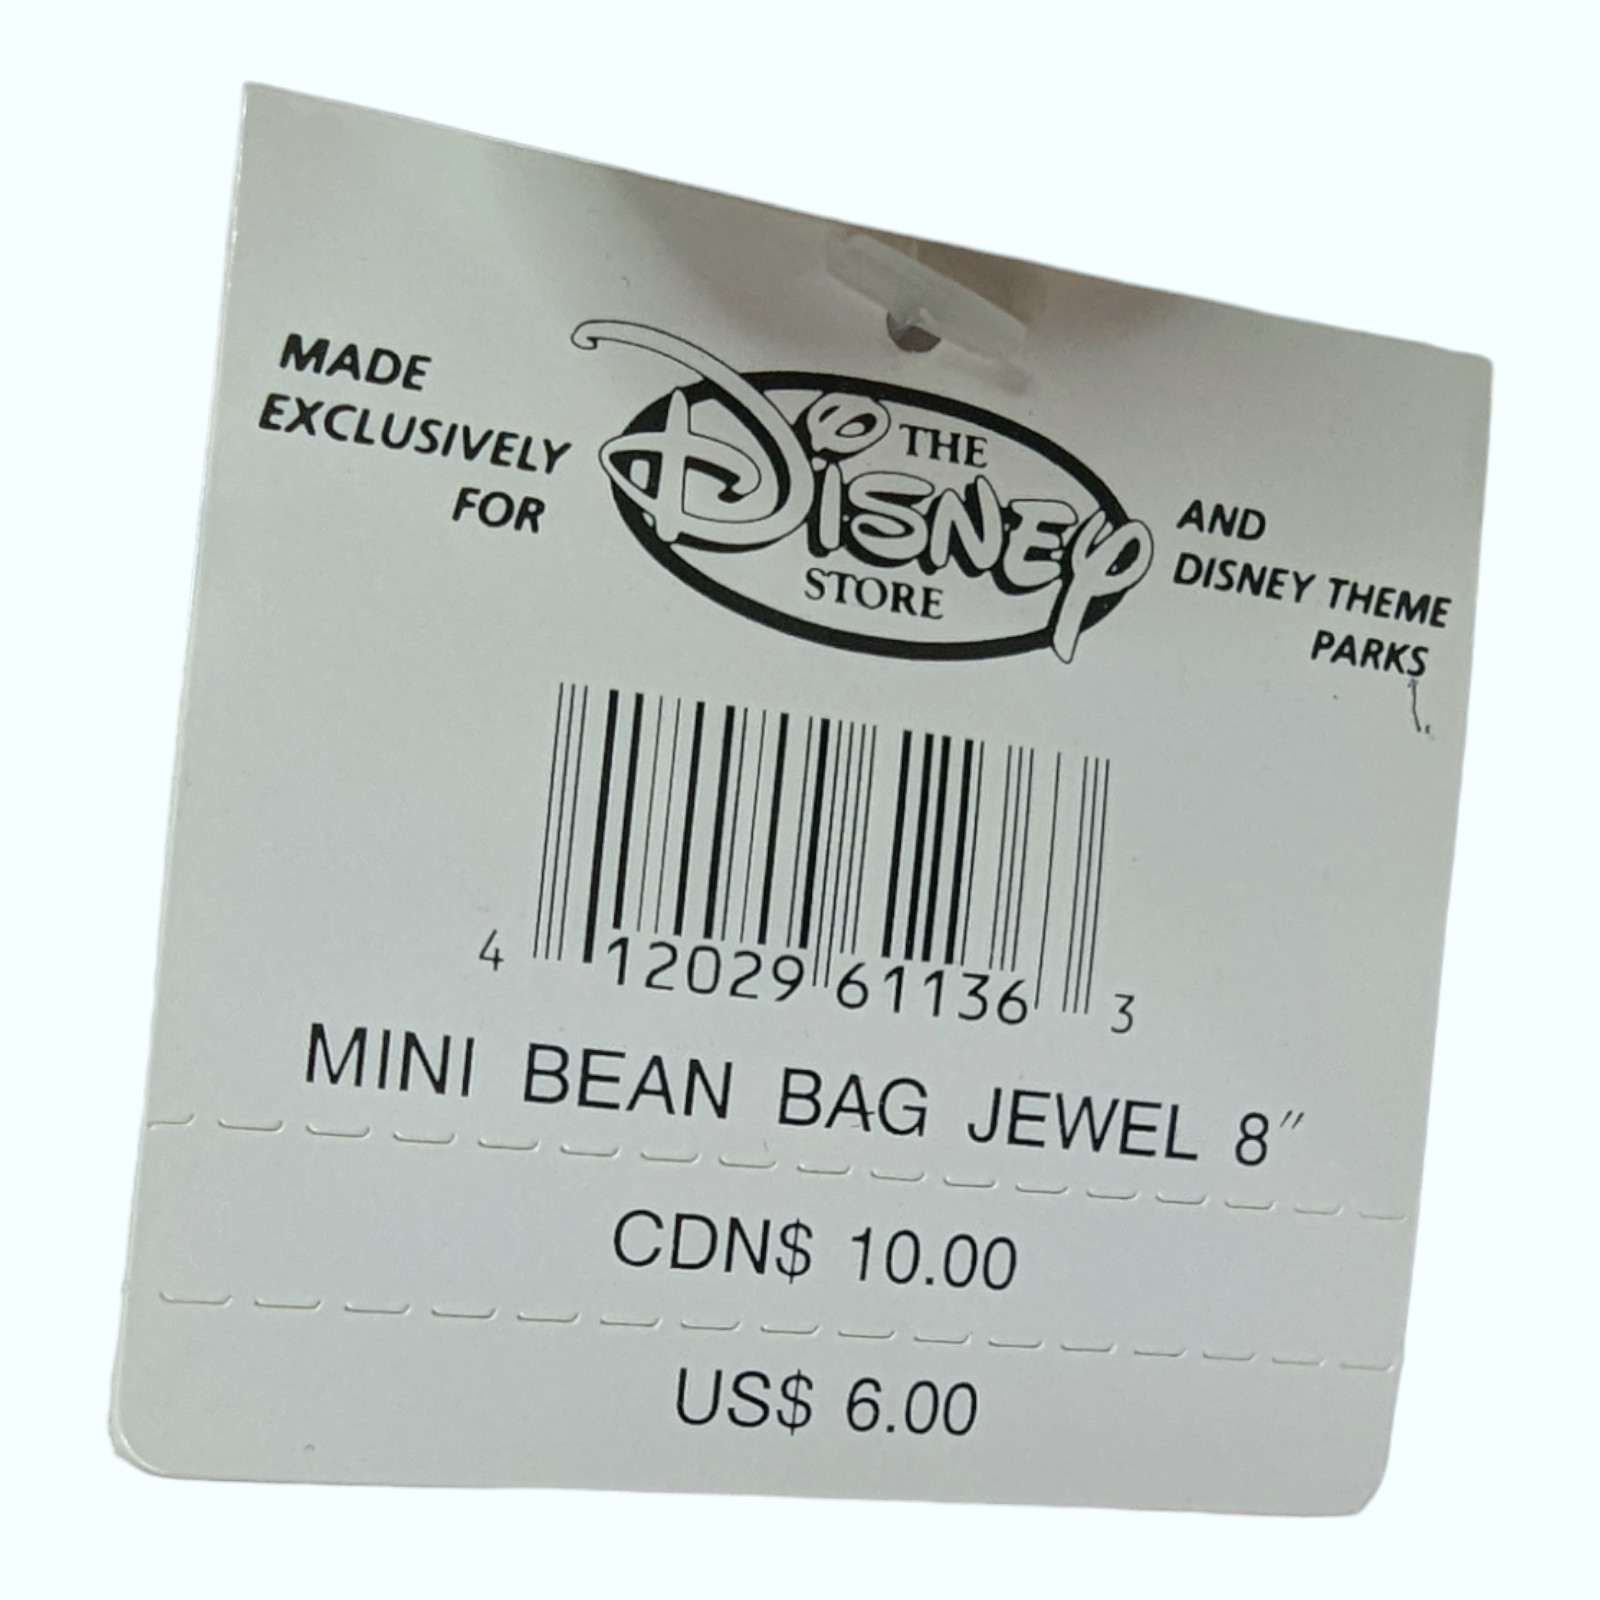 MADE
EXCLUSIVELY
FOR
THE
DISNEY
STORE
AND
DISNEY THEME
PARKS
4 12029 61136 3
MINI BEAN BAG JEWEL 8"
CDN$ 10.00
US$ 6.00